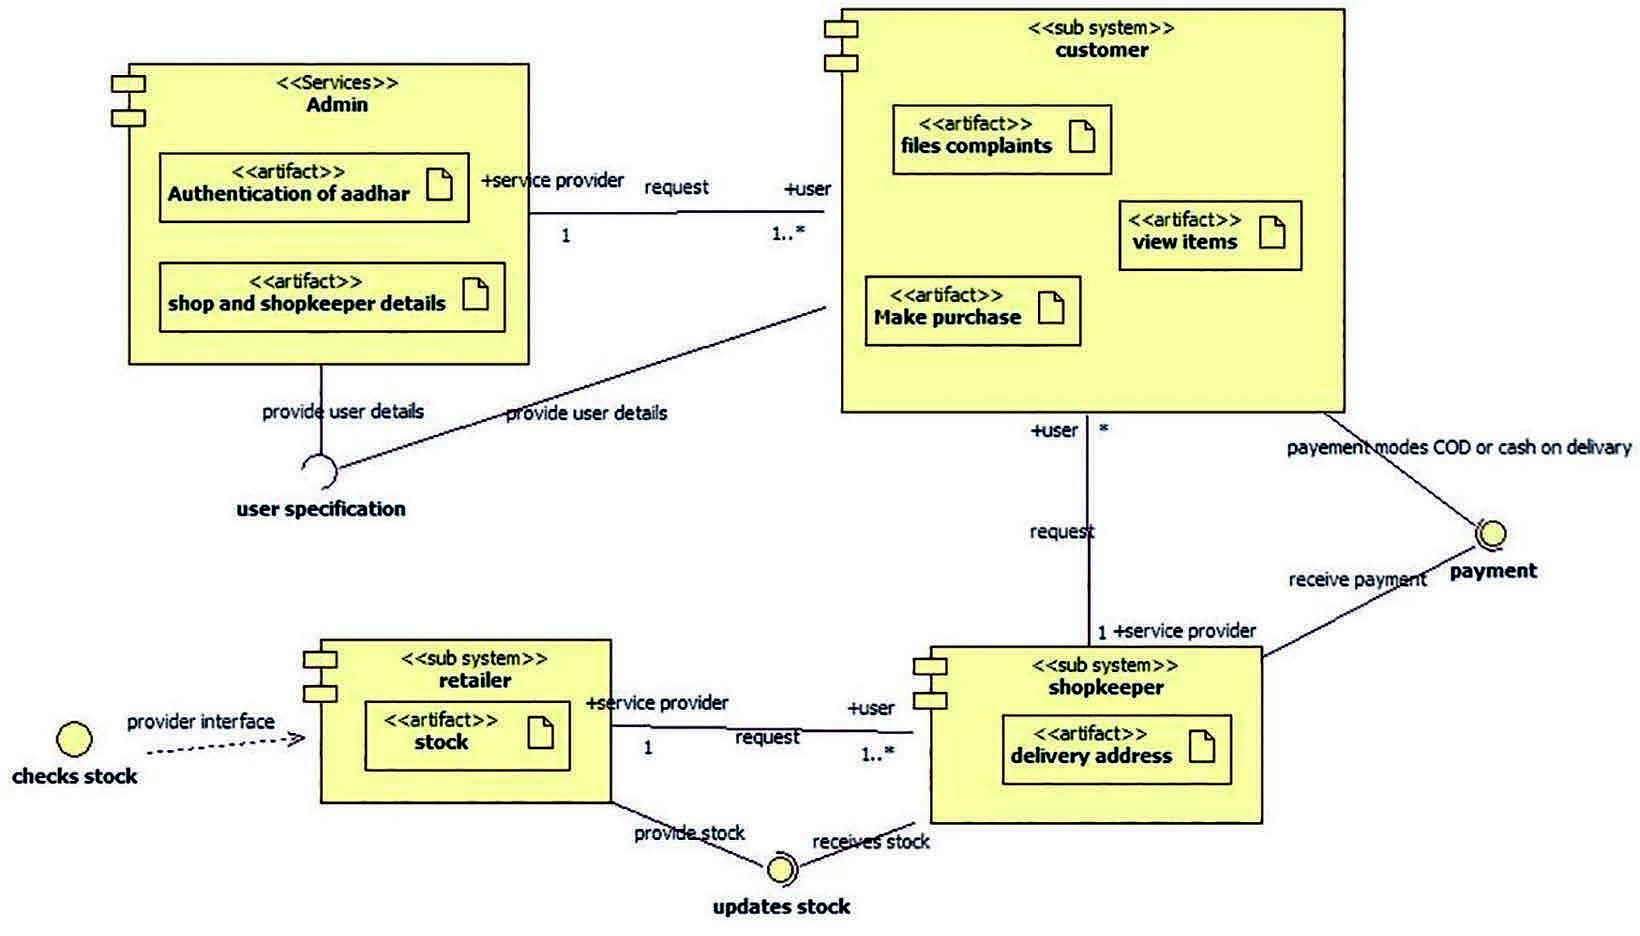 <<sub system>>
customer
<<Services>>
Admin
<<artifact>>
files complaints
<<artifact>>
Authentication of aadhar
+service provider
request
+user
1
1..*
<<artifact>>
view items
<<artifact>>
shop and shopkeeper details
<<artifact>>
Make purchase
provide user details
provide user details
user specification
+user
*
payement modes COD or cash on delivary
request
payment
receive payment
1 +service provider
<<sub system>>
retailer
<<sub system>>
shopkeeper
+service provider
+user
request
1
1..*
<<artifact>>
stock
<<artifact>>
delivery address
provider interface
checks stock
provide stock
receives stock
updates stock